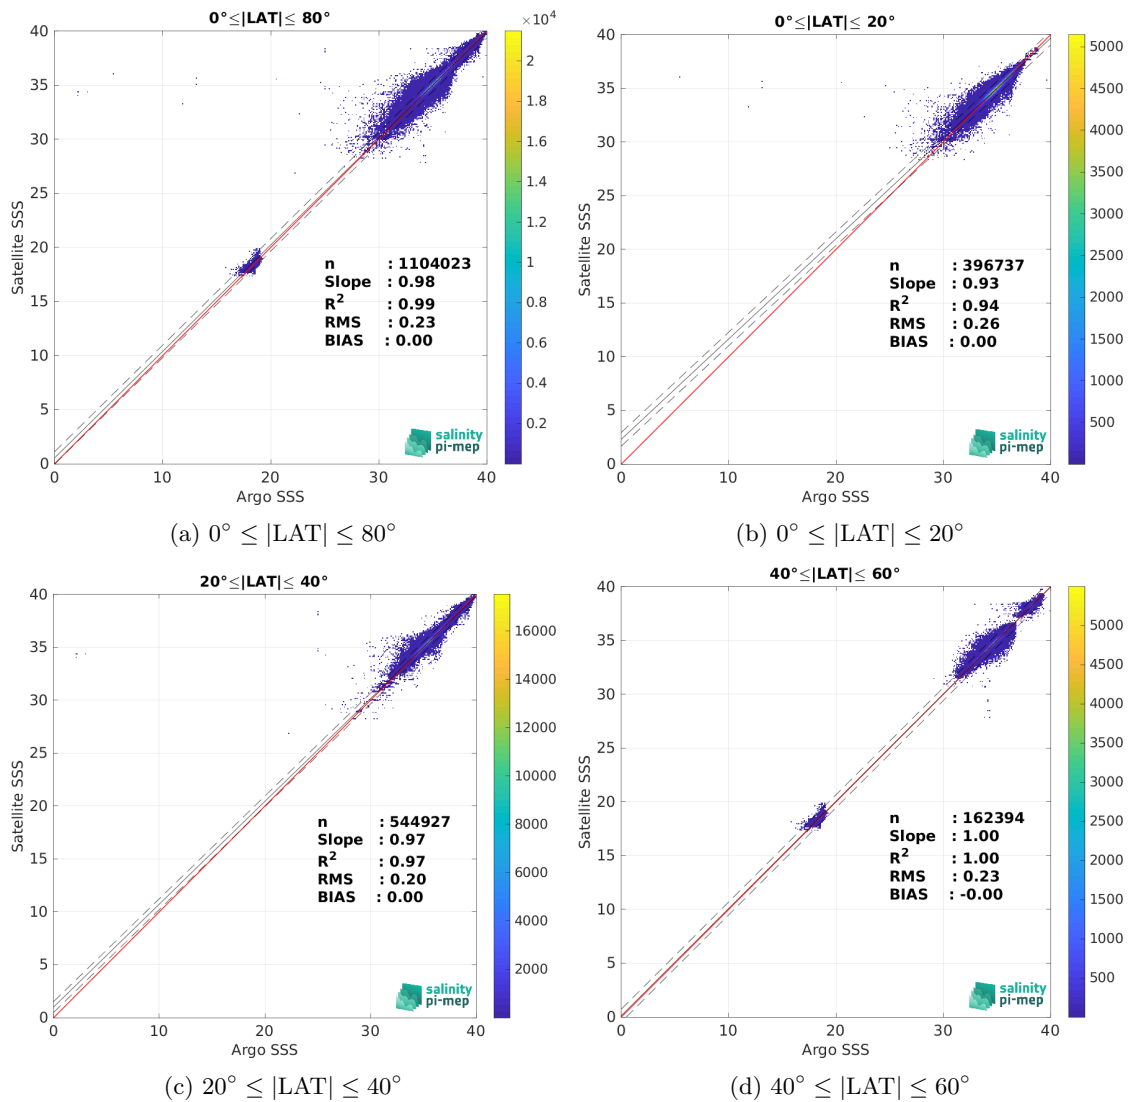 0°≤|LAT|≤ 80°
×10⁴
Satellite SSS
40
35
30
25
20
15
10
5
0
0 10 20 30 40
Argo SSS
2
1.8
1.6
1.4
1.2
1
0.8
0.6
0.4
0.2
n : 1104023
Slope : 0.98
R² : 0.99
RMS : 0.23
BIAS : 0.00
salinity
pi-mep
(a) 0° ≤ |LAT| ≤ 80°
0°≤|LAT|≤ 20°
Satellite SSS
40
35
30
25
20
15
10
5
0
0 10 20 30 40
Argo SSS
5000
4500
4000
3500
3000
2500
2000
1500
1000
500
n : 396737
Slope : 0.93
R² : 0.94
RMS : 0.26
BIAS : 0.00
salinity
pi-mep
(b) 0° ≤ |LAT| ≤ 20°
20°≤|LAT|≤ 40°
Satellite SSS
40
35
30
25
20
15
10
5
0
0 10 20 30 40
Argo SSS
16000
14000
12000
10000
8000
6000
4000
2000
n : 544927
Slope : 0.97
R² : 0.97
RMS : 0.20
BIAS : 0.00
salinity
pi-mep
(c) 20° ≤ |LAT| ≤ 40°
40°≤|LAT|≤ 60°
Satellite SSS
40
35
30
25
20
15
10
5
0
0 10 20 30 40
Argo SSS
5000
4500
4000
3500
3000
2500
2000
1500
1000
500
n : 162394
Slope : 1.00
R² : 1.00
RMS : 0.23
BIAS : -0.00
salinity
pi-mep
(d) 40° ≤ |LAT| ≤ 60°